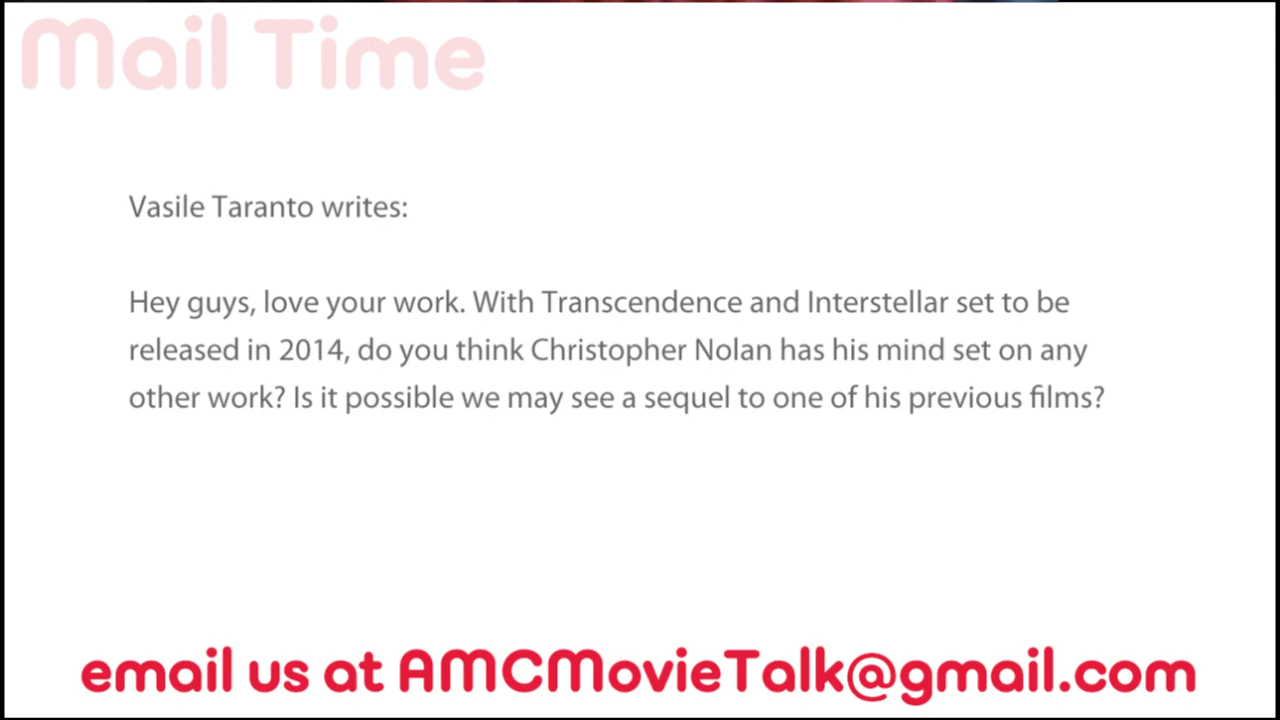 Mail Time
Vasile Taranto writes:
Hey guys, love your work. With Transcendence and Interstellar set to be
released in 2014, do you think Christopher Nolan has his mind set on any
other work? Is it possible we may see a sequel to one of his previous films?
email us at AMCMovieTalk@gmail.com